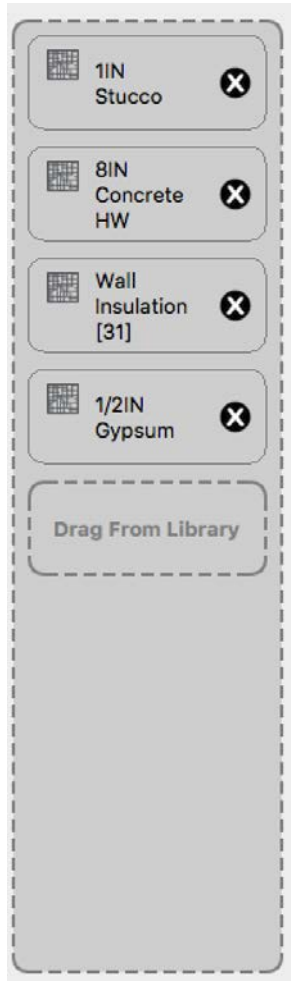 1IN
Stucco
8IN
Concrete
HW
Wall
Insulation
[31]
1/2IN
Gypsum
Drag From Library